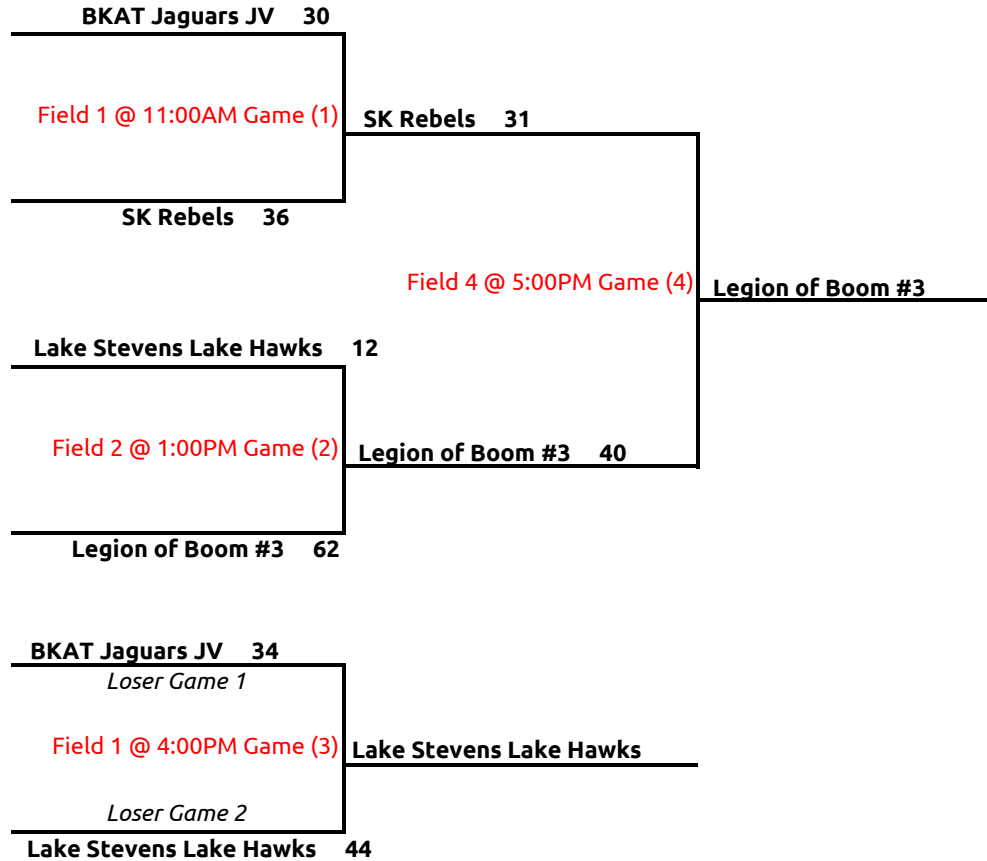 BKAT Jaguars JV 30
Field 1 @ 11:00AM Game (1)
SK Rebels 31
SK Rebels 36
Field 4 @ 5:00PM Game (4)
Legion of Boom #3
Lake Stevens Lake Hawks 12
Field 2 @ 1:00PM Game (2)
Legion of Boom #3 40
Legion of Boom #3 62
BKAT Jaguars JV 34
Loser Game 1
Field 1 @ 4:00PM Game (3)
Lake Stevens Lake Hawks
Loser Game 2
Lake Stevens Lake Hawks 44